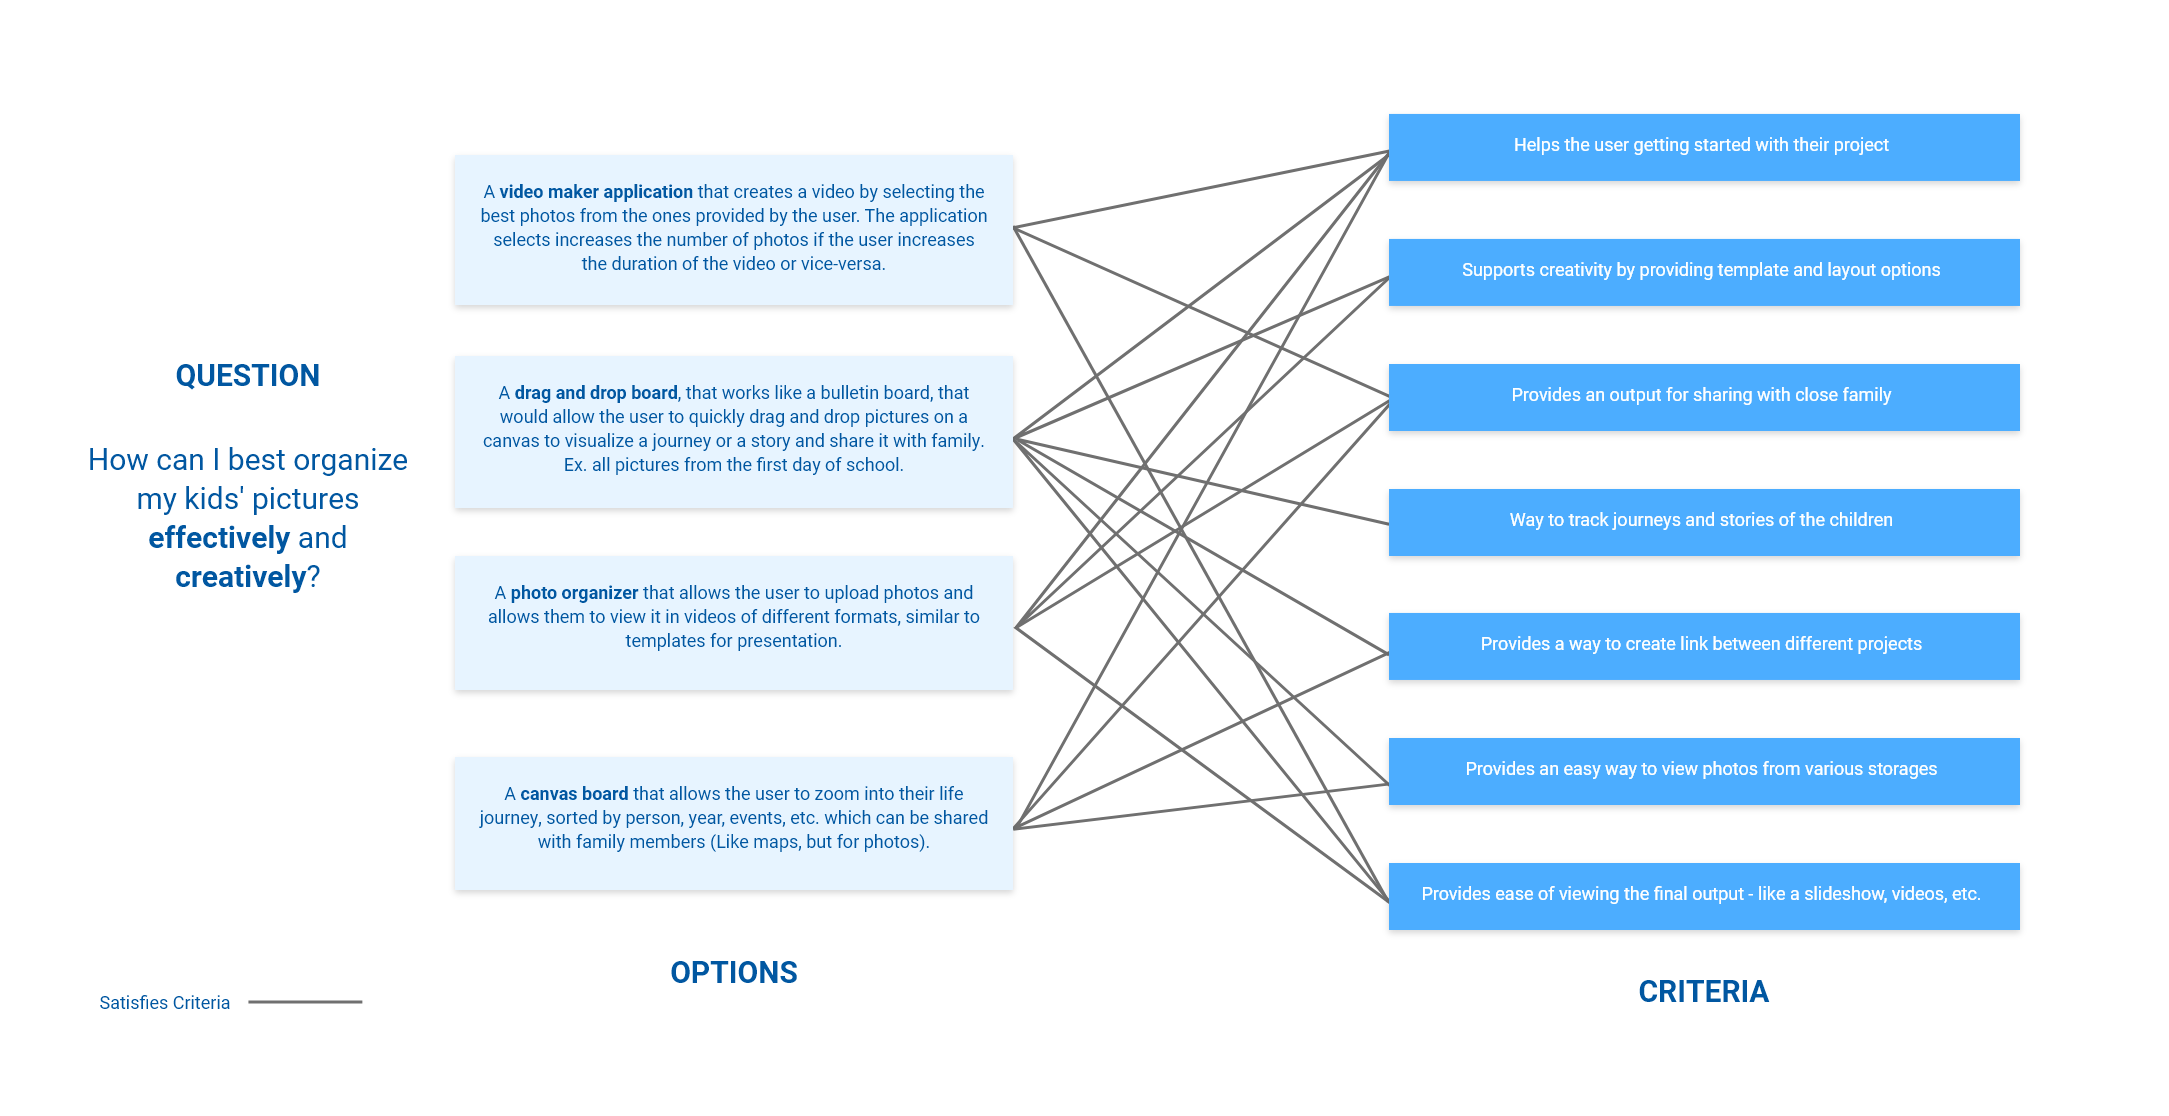 QUESTION
How can I best organize
my kids' pictures
effectively and
creatively?
A video maker application that creates a video by selecting the
best photos from the ones provided by the user. The application
selects increases the number of photos if the user increases
the duration of the video or vice-versa.
A drag and drop board, that works like a bulletin board, that
would allow the user to quickly drag and drop pictures on a
canvas to visualize a journey or a story and share it with family.
Ex. all pictures from the first day of school.
A photo organizer that allows the user to upload photos and
allows them to view it in videos of different formats, similar to
templates for presentation.
A canvas board that allows the user to zoom into their life
journey, sorted by person, year, events, etc. which can be shared
with family members (Like maps, but for photos).
OPTIONS
Helps the user getting started with their project
Supports creativity by providing template and layout options
Provides an output for sharing with close family
Way to track journeys and stories of the children
Provides a way to create link between different projects
Provides an easy way to view photos from various storages
Provides ease of viewing the final output - like a slideshow, videos, etc.
CRITERIA
Satisfies Criteria